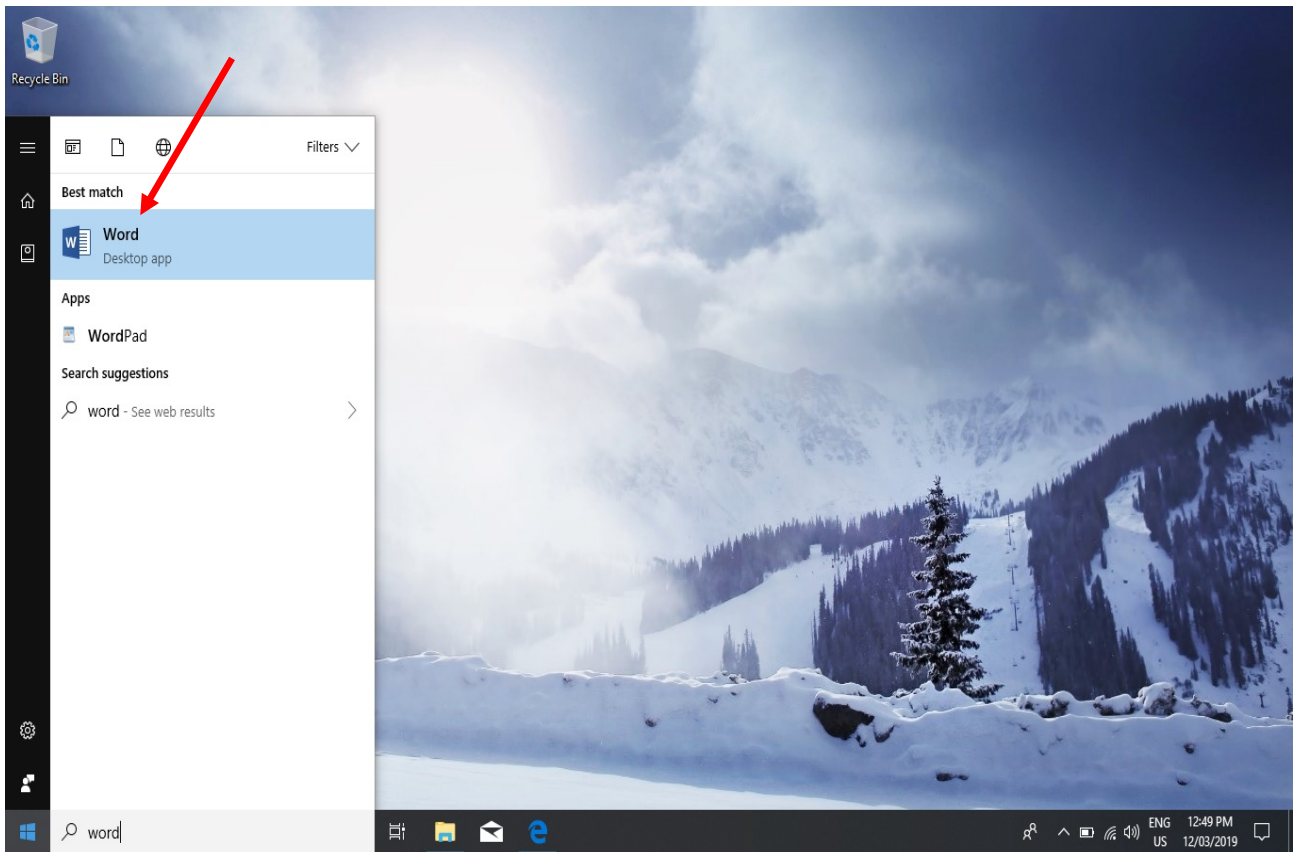 Recycle Bin
Filters
Best match
Word
Desktop app
Apps
WordPad
Search suggestions
word - See web results
word
ENG
US
12:49 PM
12/03/2019